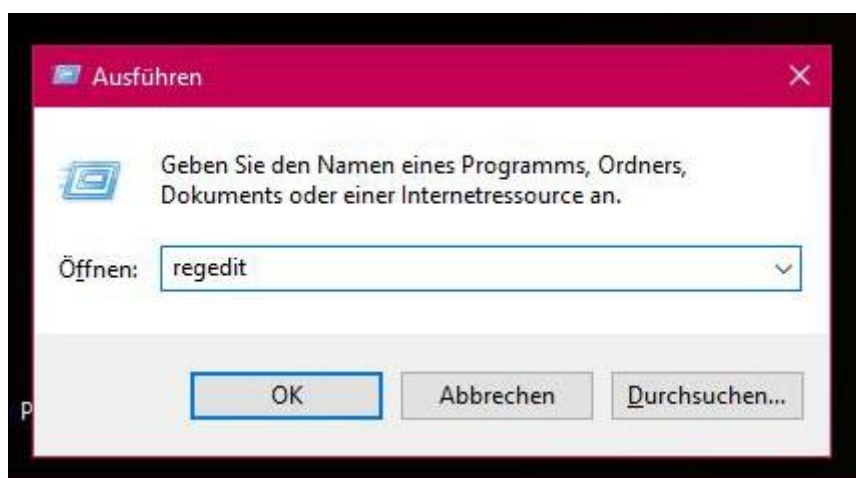 Ausführen
Geben Sie den Namen eines Programms, Ordners,
Dokuments oder einer Internetressource an.
Öffnen: regedit
OK Abbrechen Durchsuchen...
P